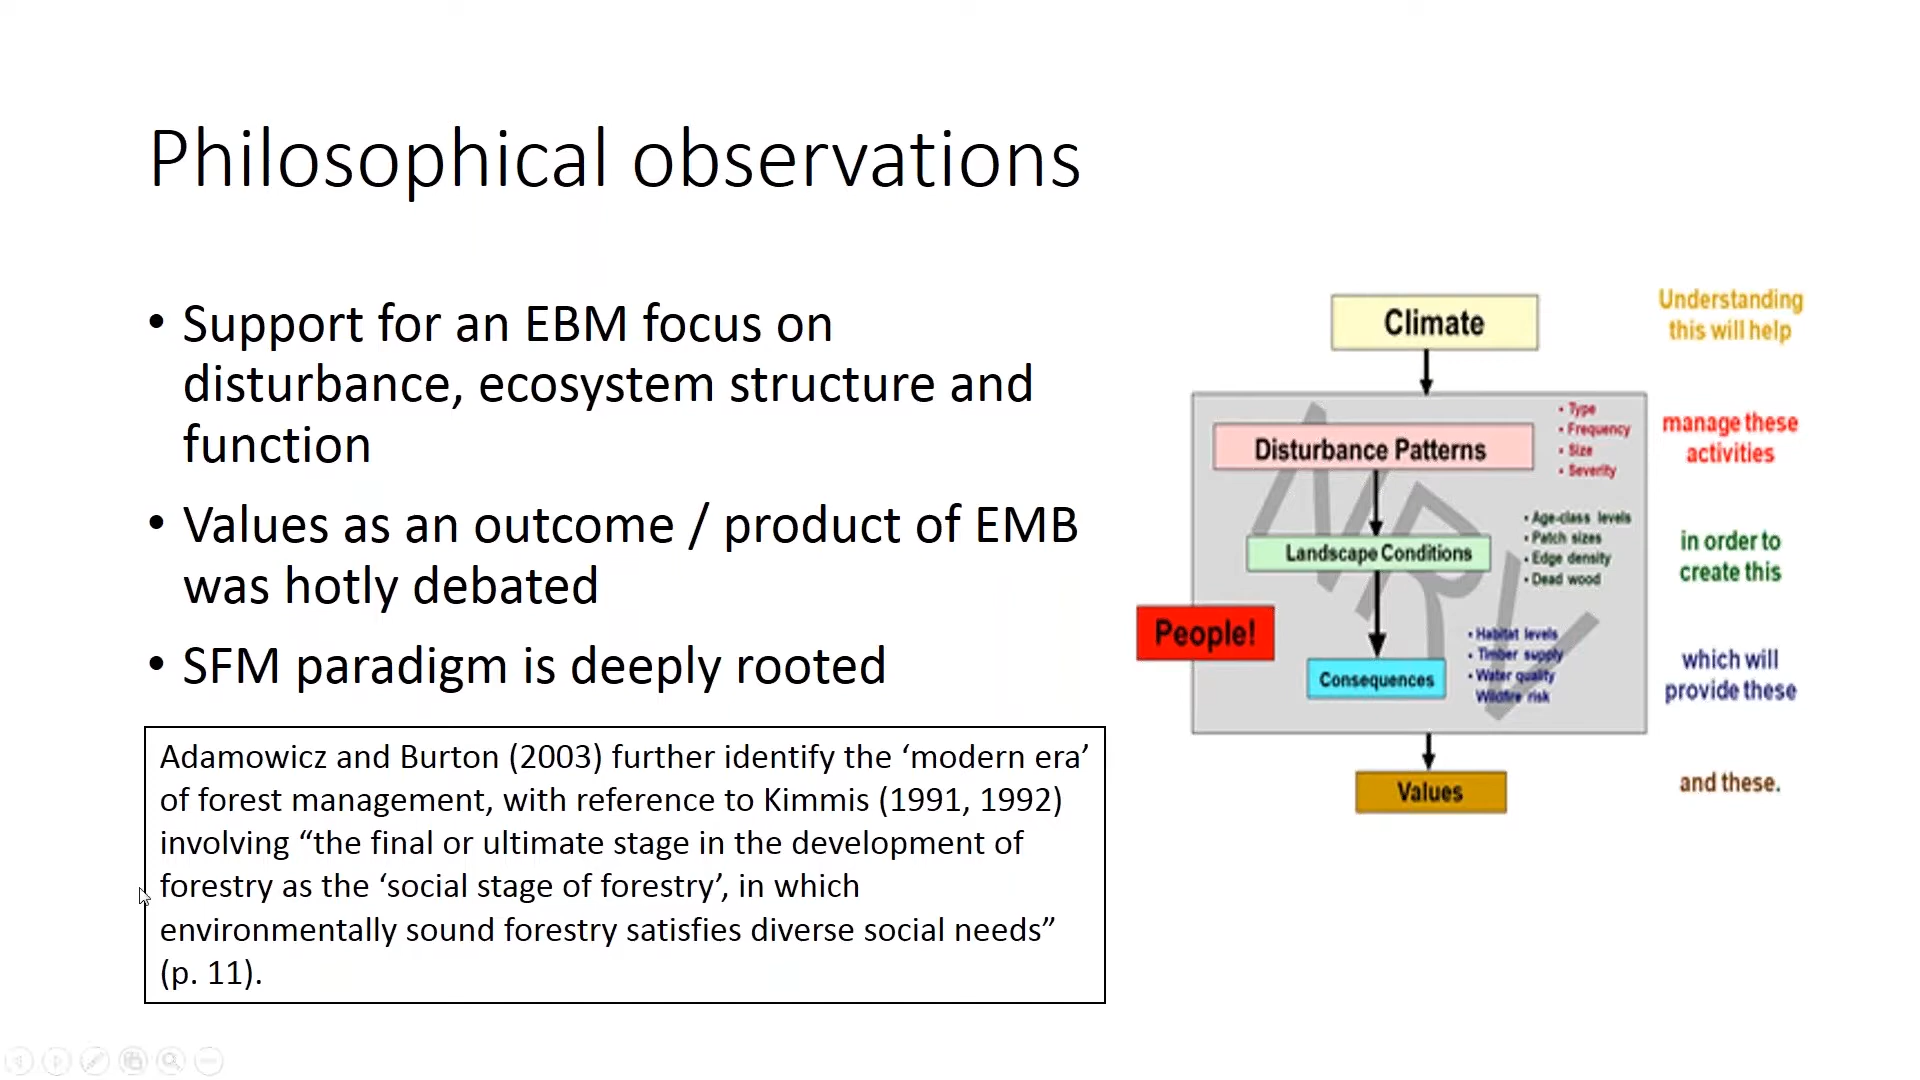 Philosophical observations
• Support for an EBM focus on
disturbance, ecosystem structure and
function
• Values as an outcome / product of EMB
was hotly debated
• SFM paradigm is deeply rooted
Adamowicz and Burton (2003) further identify the ‘modern era’
of forest management, with reference to Kimmis (1991, 1992)
involving “the final or ultimate stage in the development of
forestry as the ‘social stage of forestry’, in which
environmentally sound forestry satisfies diverse social needs”
(p. 11).
Climate
Understanding
this will help
NRV
Disturbance Patterns
• Type
• Frequency
• Size
• Severity
manage these
activities
Landscape Conditions
• Age-class levels
• Patch sizes
• Edge density
• Dead wood
in order to
create this
People!
Consequences
• Habitat levels
• Timber supply
• Water quality
Wildfire risk
which will
provide these
Values
and these.